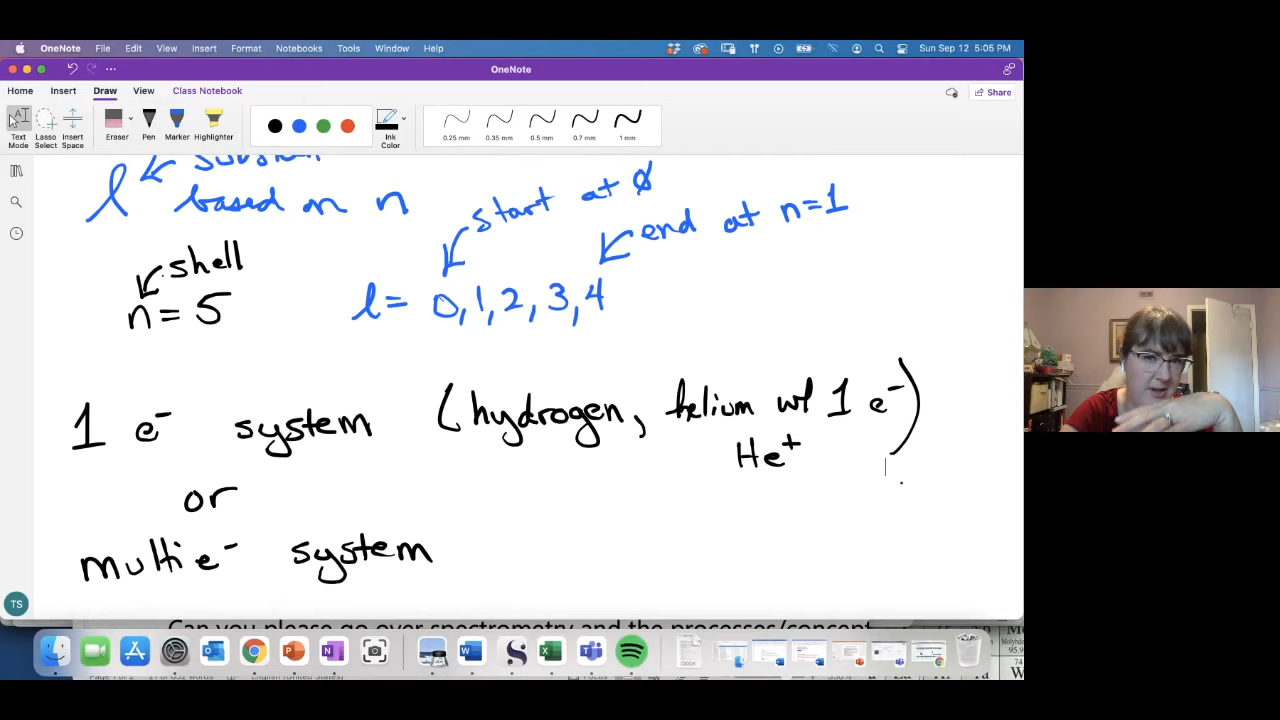 OneNote File Edit View Insert Format Notebooks Tools Window Help Sun Sep 12 5:05 PM
OneNote
Home Insert Draw View Class Notebook Share
Text Mode Lasso Select Insert Space Eraser Pen Marker Highlighter Ink Color 0.25 mm 0.35 mm 0.5 mm 0.7 mm 1 mm
l based on n
start at 0
end at n=1
shell
n = 5
l = 0, 1, 2, 3, 4
1 e⁻ system (hydrogen, helium w/ 1 e⁻)
He⁺
or
multi e⁻ system
TS
Can you please go over spectrometry and the processes/concept